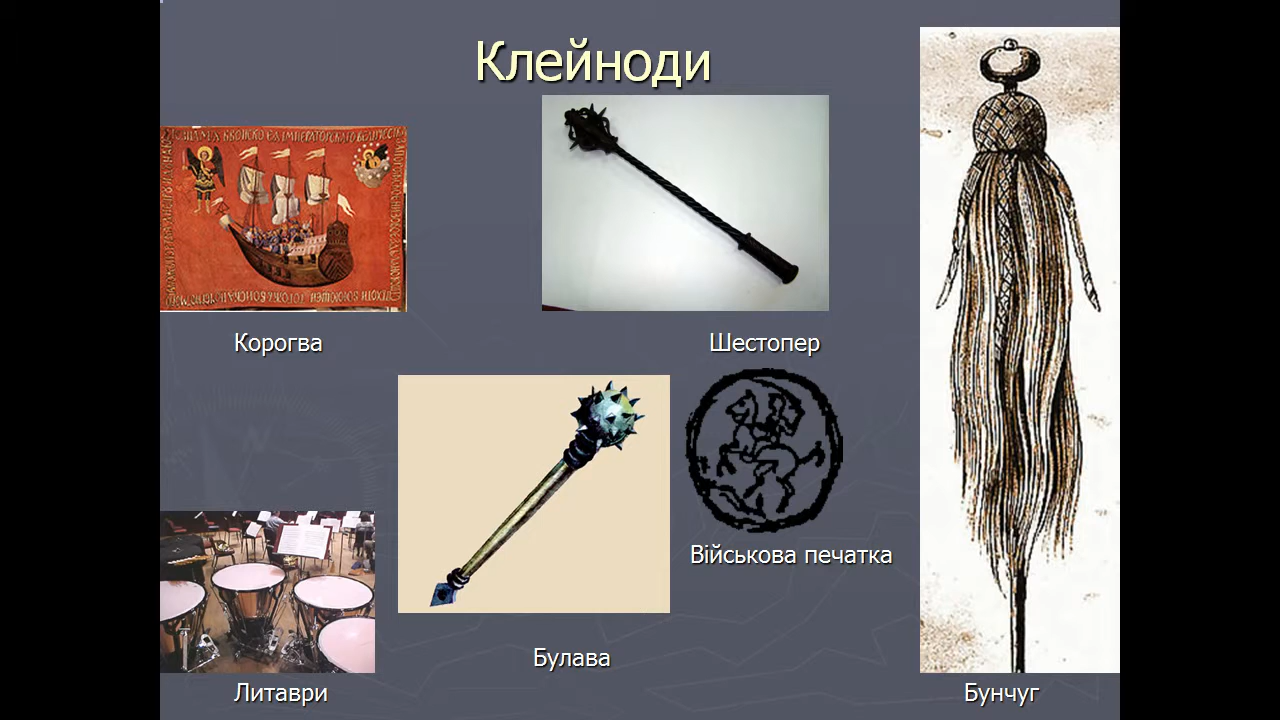 Клейноди
Корогва
Шестопер
Військова печатка
Булава
Литаври
Бунчуг